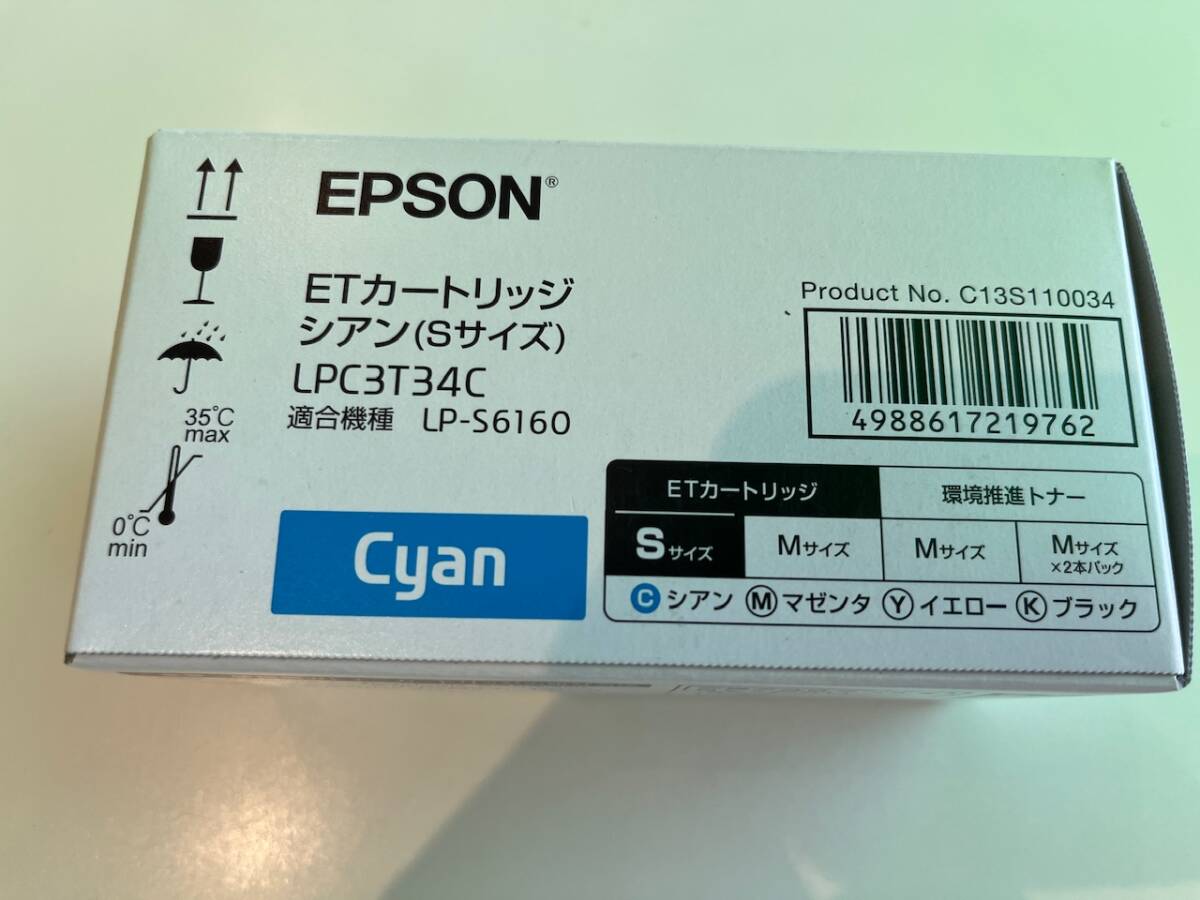 EPSON®
ETカートリッジ
シアン(Sサイズ)
LPC3T34C
適合機種 LP-S6160
35℃
max
0℃
min
Cyan
Product No. C13S110034
4988617219762
ETカートリッジ 環境推進トナー
Sサイズ Mサイズ Mサイズ Mサイズ
×2本パック
C シアン M マゼンタ Y イエロー K ブラック